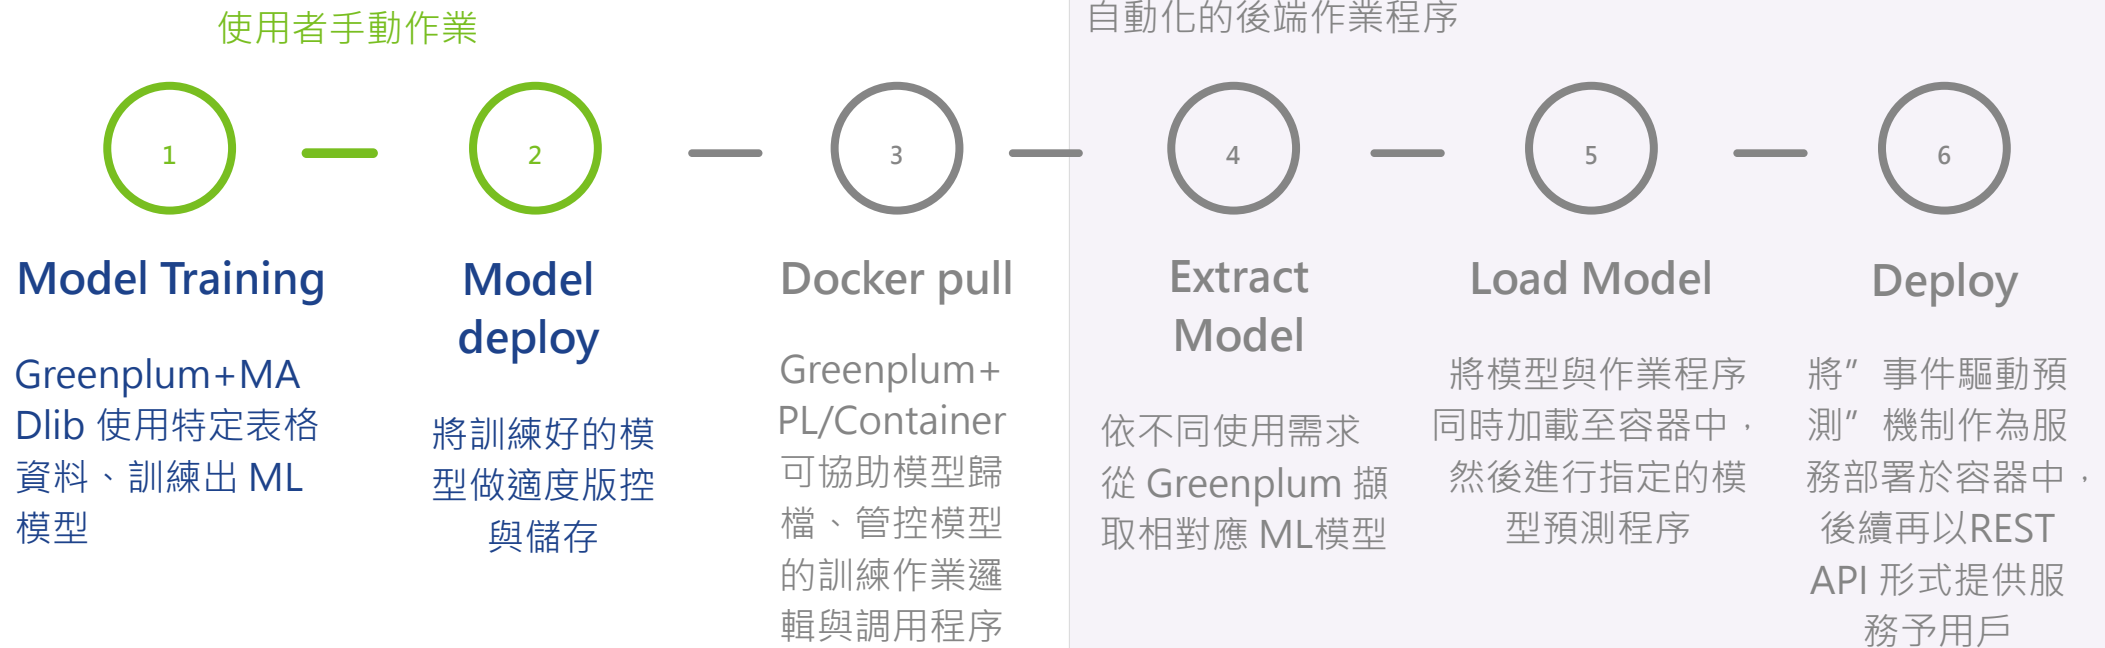 使用者手動作業
自動化的後端作業程序
1
2
3
4
5
6
Model Training
Greenplum+MA
Dlib 使用特定表格
資料、訓練出 ML
模型
Model
deploy
將訓練好的模
型做適度版控
與儲存
Docker pull
Greenplum+
PL/Container
可協助模型歸
檔、管控模型
的訓練作業邏
輯與調用程序
Extract
Model
依不同使用需求
從 Greenplum 擷
取相對應 ML模型
Load Model
將模型與作業程序
同時加載至容器中，
然後進行指定的模
型預測程序
Deploy
將”事件驅動預
測”機制作為服
務部署於容器中，
後續再以REST
API 形式提供服
務予用戶